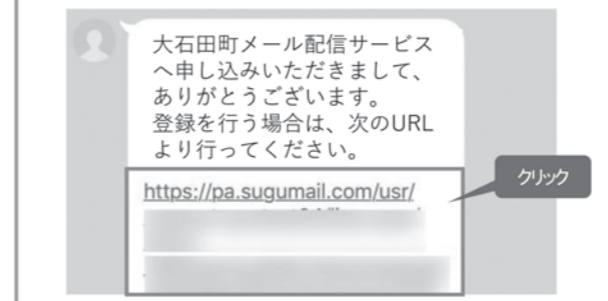 大石田町メール配信サービス
へ申し込みいただきまして、
ありがとうございます。
登録を行う場合は、次のURL
より行ってください。
https://pa.sugumail.com/usr/
クリック